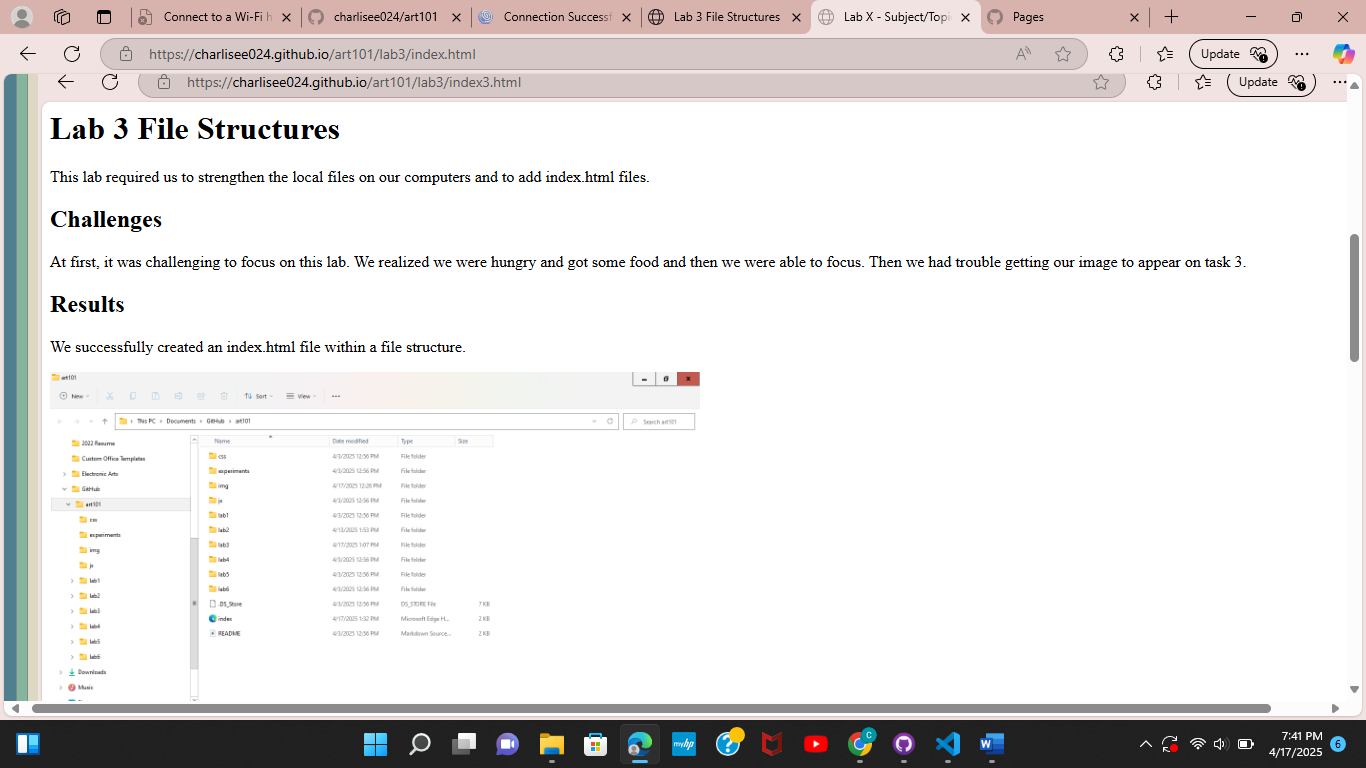 Connect to a Wi-Fi h
charlisee024/art101
Connection Successf
Lab 3 File Structures
Lab X - Subject/Topi
Pages
https://charlisee024.github.io/art101/lab3/index.html
Update
https://charlisee024.github.io/art101/lab3/index3.html
Update
Lab 3 File Structures
This lab required us to strengthen the local files on our computers and to add index.html files.
Challenges
At first, it was challenging to focus on this lab. We realized we were hungry and got some food and then we were able to focus. Then we had trouble getting our image to appear on task 3.
Results
We successfully created an index.html file within a file structure.
art101
New
Sort
View
This PC > Documents > GitHub > art101
Search art101
2022 Resume
Custom Office Templates
Electronic Arts
GitHub
art101
css
experiments
img
js
lab1
lab2
lab3
lab4
lab5
lab6
Downloads
Music
Name Date modified Type Size
css 4/3/2025 12:56 PM File folder
experiments 4/3/2025 12:56 PM File folder
img 4/17/2025 12:26 PM File folder
js 4/3/2025 12:56 PM File folder
lab1 4/3/2025 12:56 PM File folder
lab2 4/13/2025 1:53 PM File folder
lab3 4/17/2025 1:07 PM File folder
lab4 4/3/2025 12:56 PM File folder
lab5 4/3/2025 12:56 PM File folder
lab6 4/3/2025 12:56 PM File folder
.DS_Store 4/3/2025 12:56 PM DS_STORE File 7 KB
index 4/17/2025 1:32 PM Microsoft Edge H... 2 KB
README 4/3/2025 12:56 PM Markdown Source... 2 KB
myhp
C
7:41 PM
4/17/2025
6